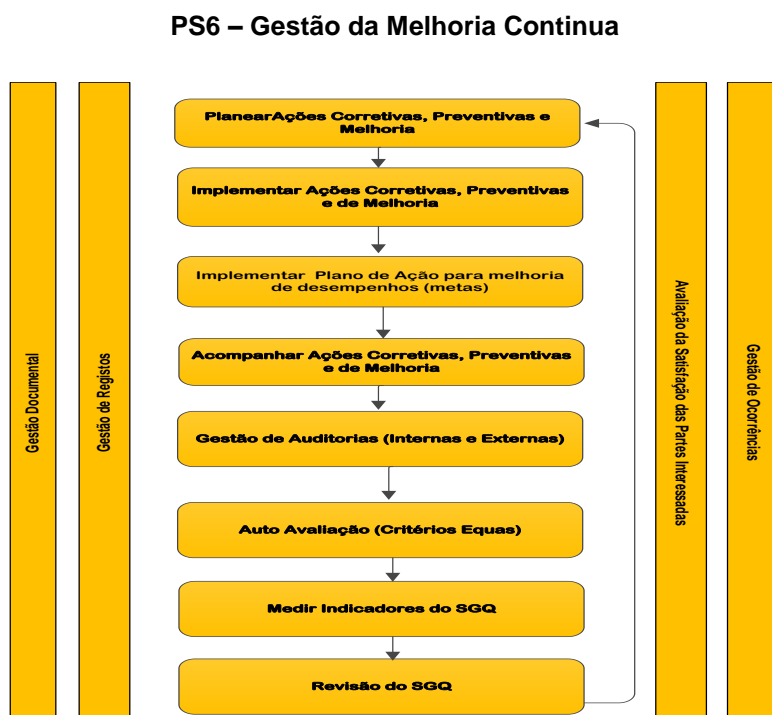 PS6 – Gestão da Melhoria Continua
Gestão Documental
Gestão de Registos
PlanearAções Corretivas, Preventivas e
Melhoria
Implementar Ações Corretivas, Preventivas
e de Melhoria
Implementar Plano de Ação para melhoria
de desempenhos (metas)
Acompanhar Ações Corretivas, Preventivas
e de Melhoria
Gestão de Auditorias (Internas e Externas)
Auto Avaliação (Critérios Equas)
Medir Indicadores do SGQ
Revisão do SGQ
Avaliação da Satisfação das Partes Interessadas
Gestão de Ocorrências